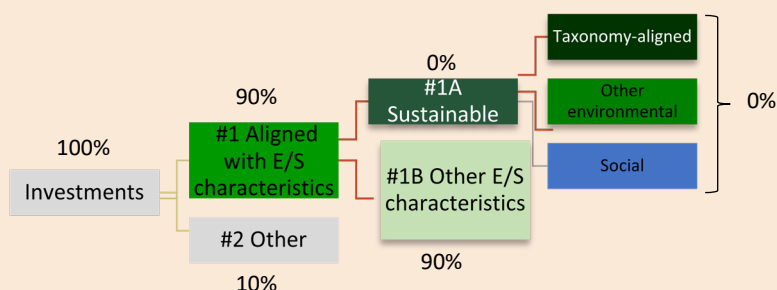 100%
Investments
90%
#1 Aligned
with E/S
characteristics
#2 Other
10%
0%
#1A
Sustainable
#1B Other E/S
characteristics
90%
Taxonomy-aligned
Other
environmental
Social
0%